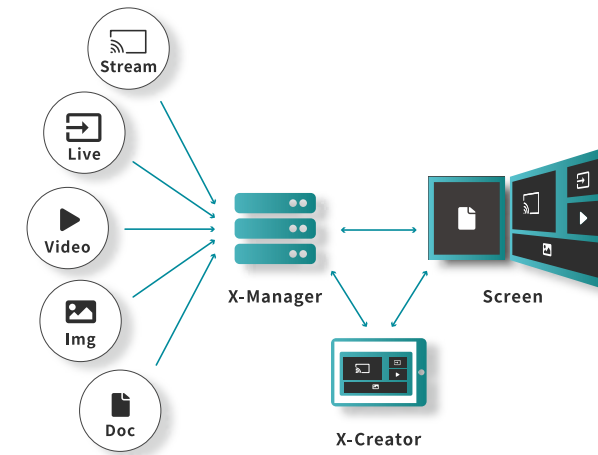 Stream
Live
Video
Img
Doc
X-Manager
Screen
X-Creator